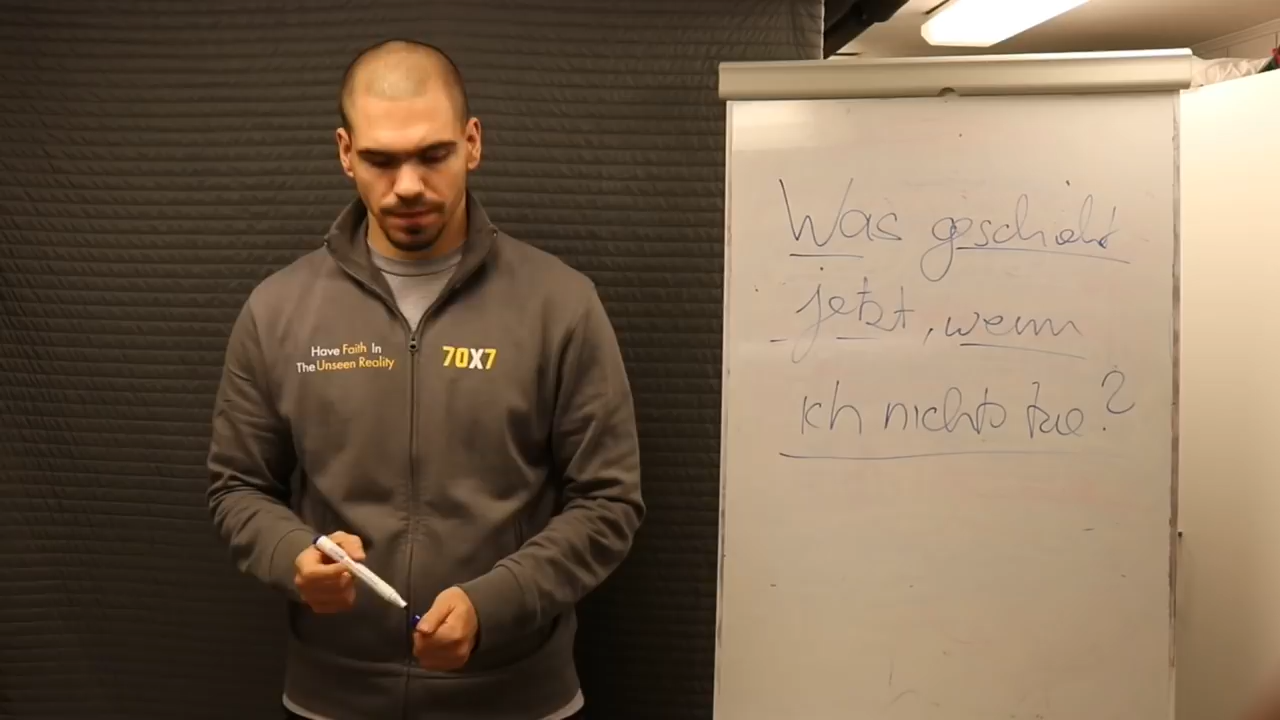 Have Faith In
The Unseen Reality
70X7
Was geschieht
jetzt, wenn
ich nichts tue?